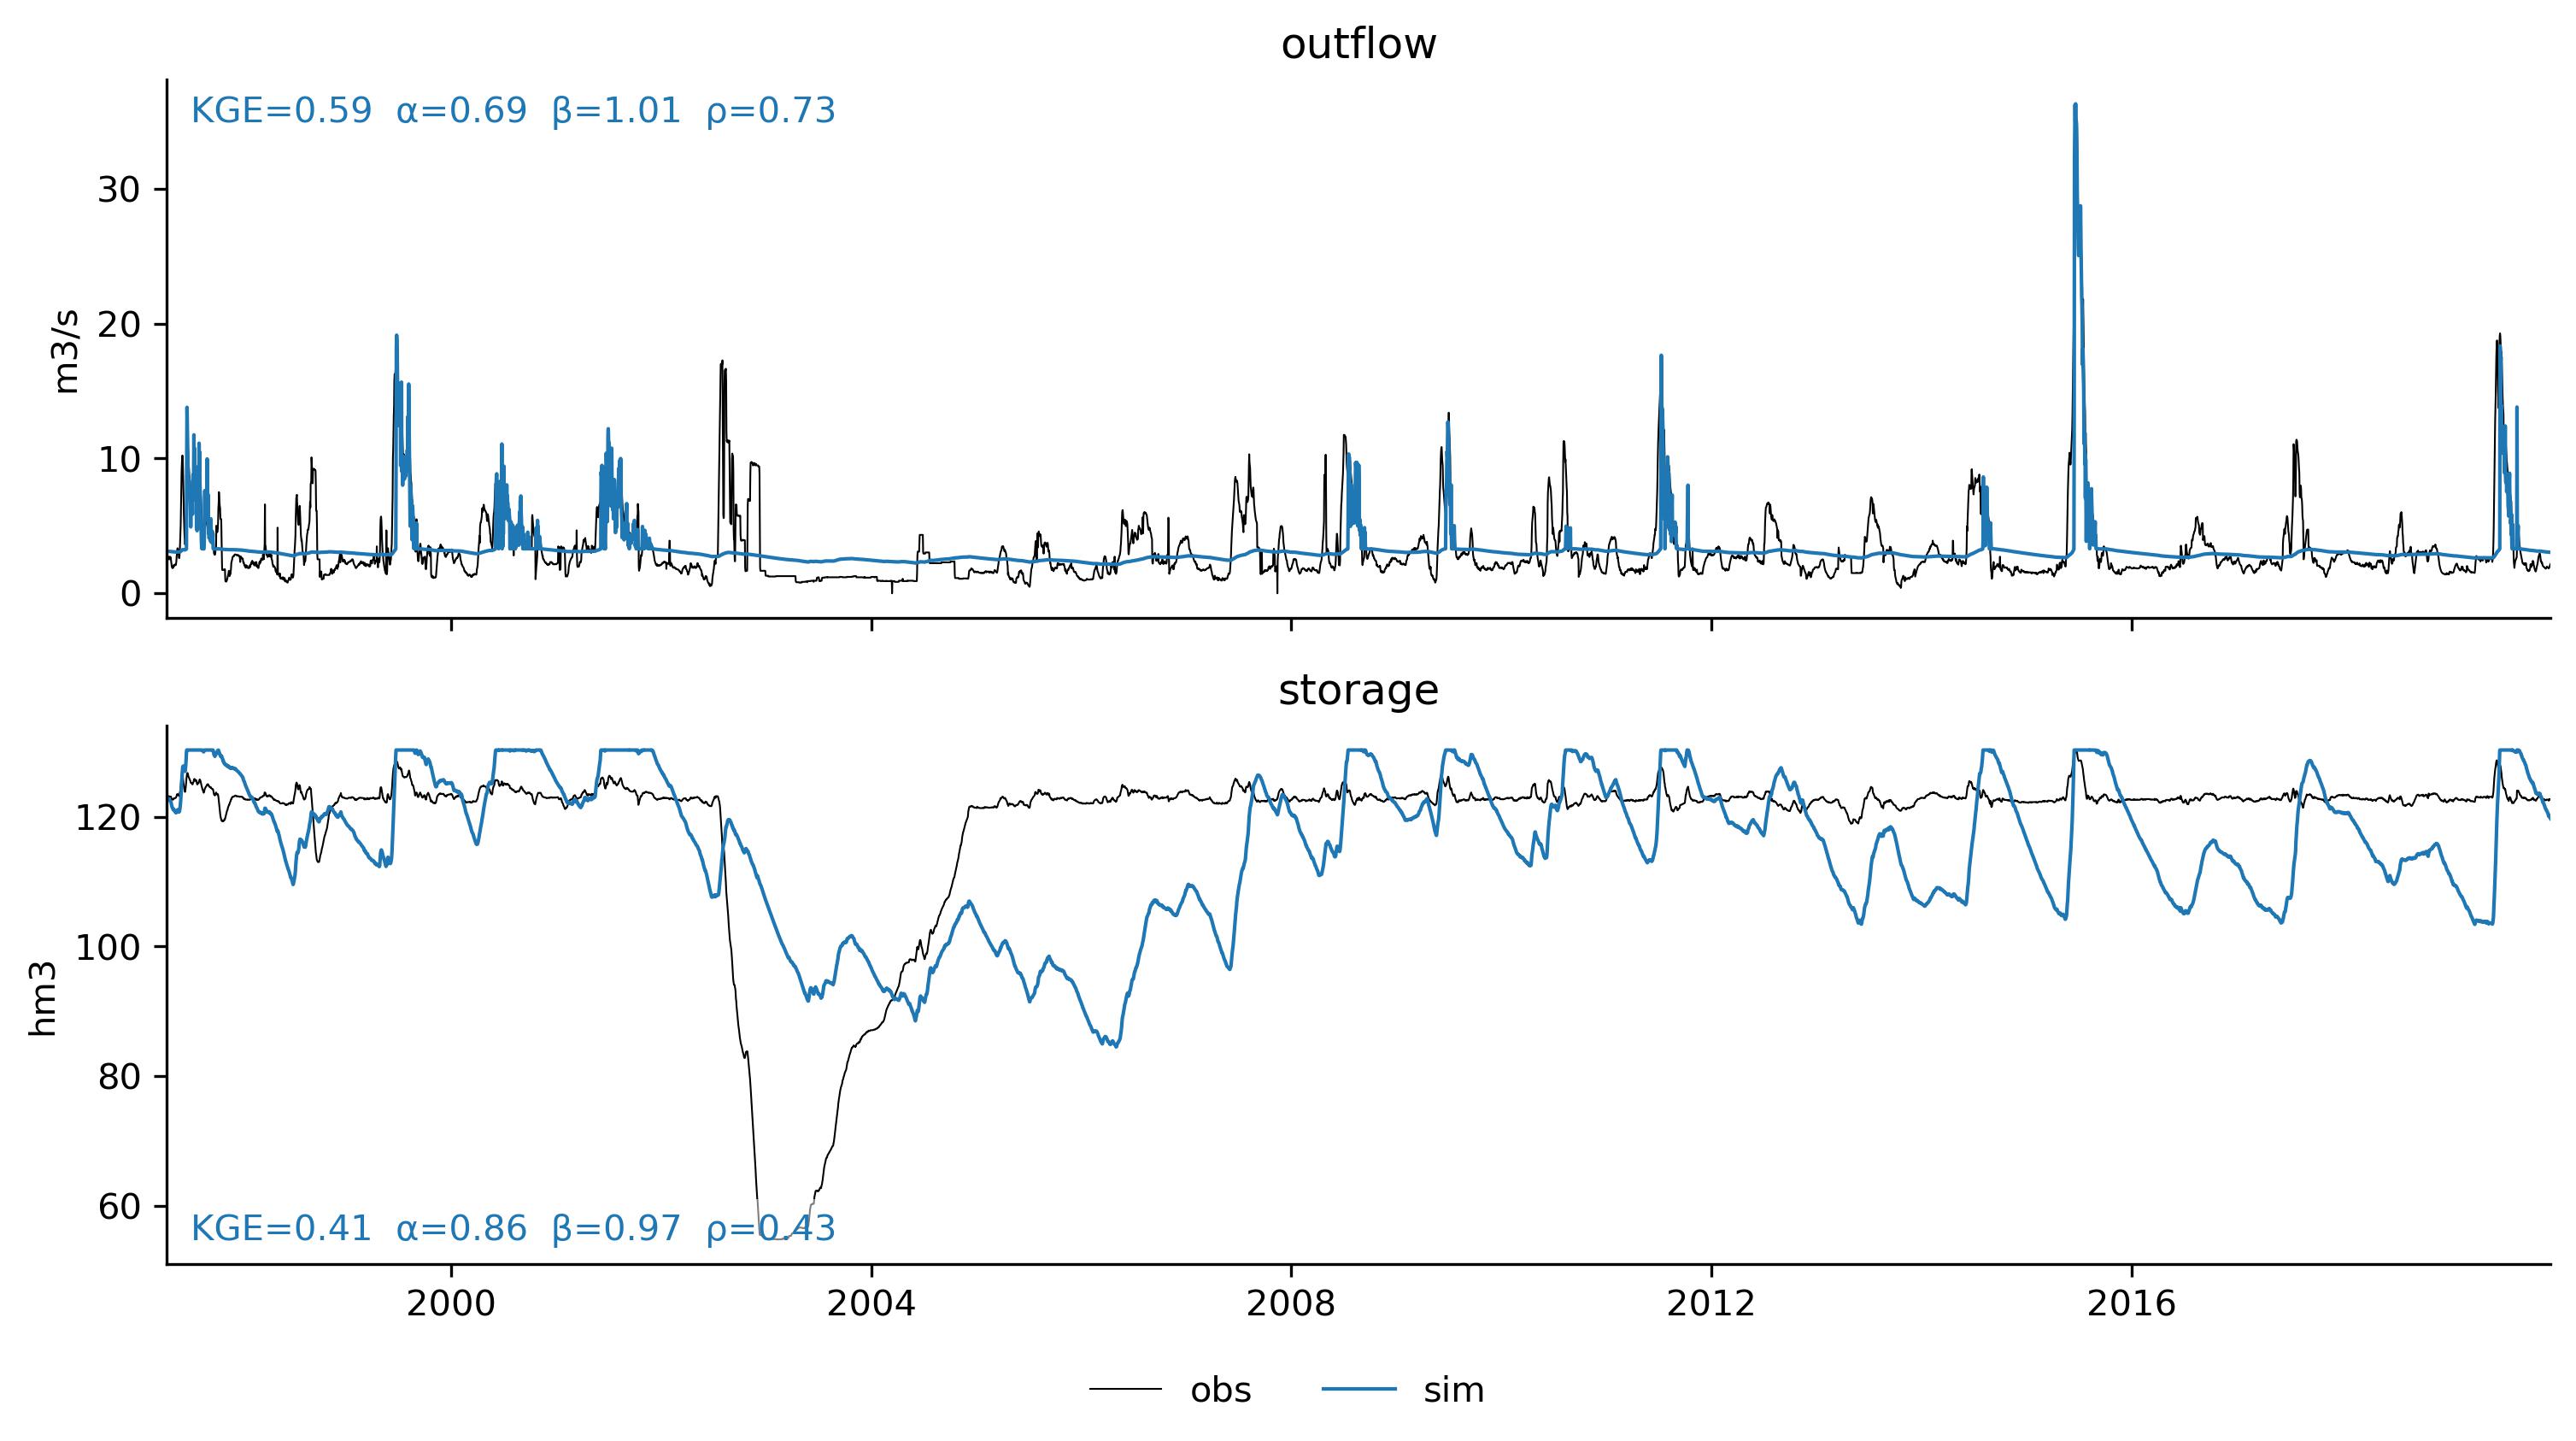 outflow
KGE=0.59 α=0.69 β=1.01 ρ=0.73
m3/s
30
20
10
0
storage
hm3
120
100
80
60
KGE=0.41 α=0.86 β=0.97 ρ=0.43
2000 2004 2008 2012 2016
obs sim